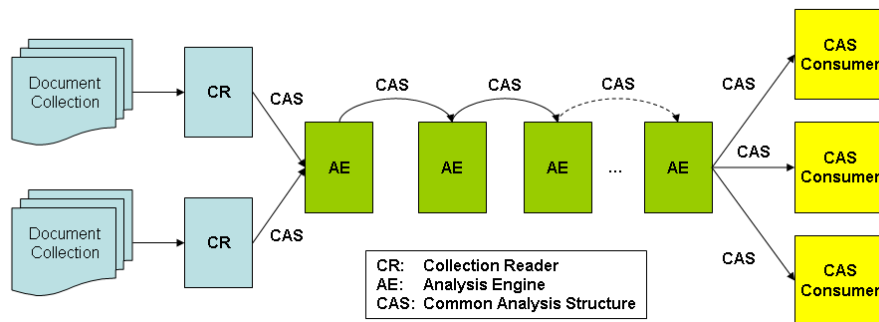 Document
Collection
CR
CAS
CAS
CAS
CAS
CAS
CAS
Consumer
AE
AE
AE
...
AE
CAS
CAS
Consumer
Document
Collection
CR
CAS
CAS
CAS
Consumer
CR: Collection Reader
AE: Analysis Engine
CAS: Common Analysis Structure